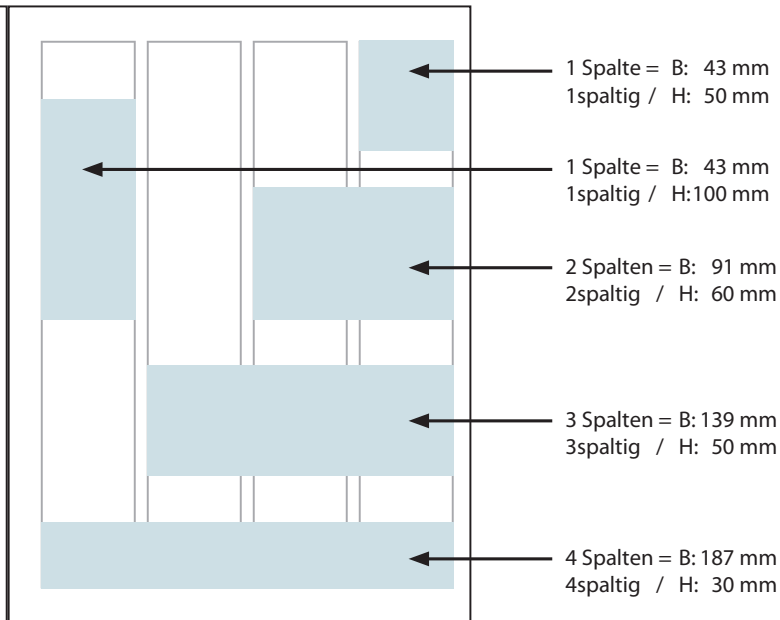 1 Spalte = B: 43 mm
1spaltig / H: 50 mm
1 Spalte = B: 43 mm
1spaltig / H:100 mm
2 Spalten = B: 91 mm
2spaltig / H: 60 mm
3 Spalten = B: 139 mm
3spaltig / H: 50 mm
4 Spalten = B: 187 mm
4spaltig / H: 30 mm